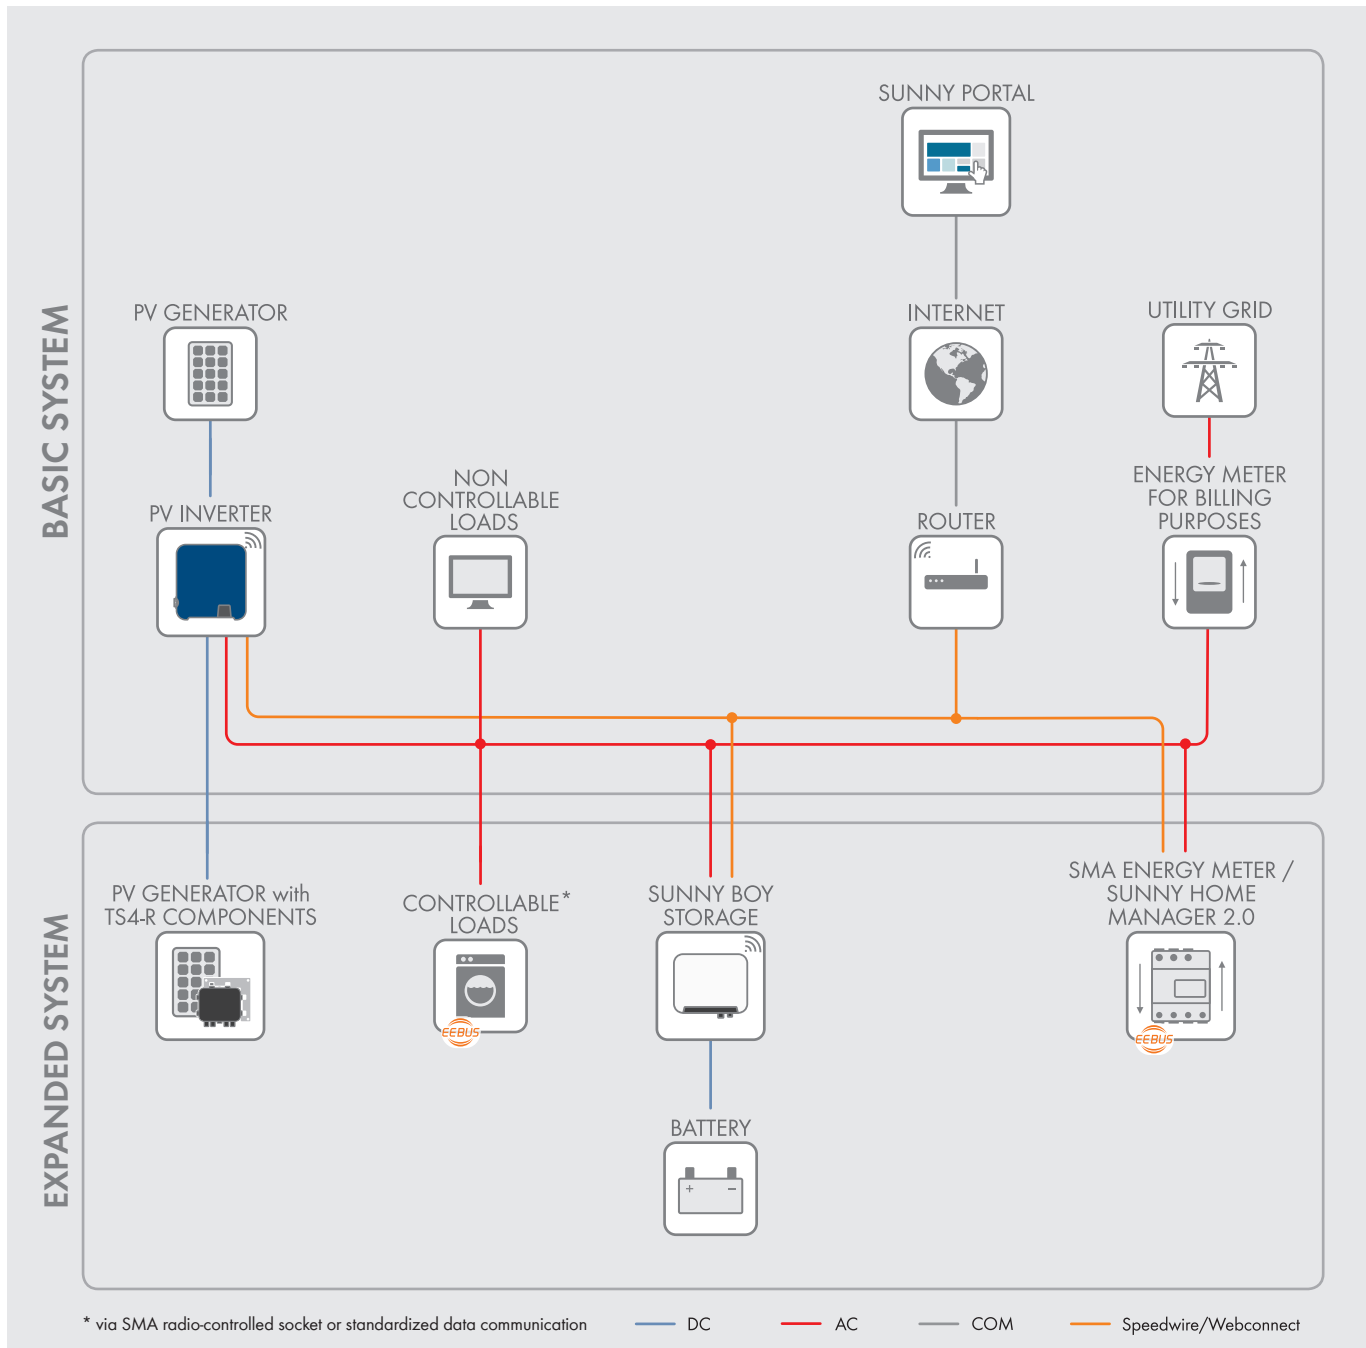 BASIC SYSTEM
SUNNY PORTAL
PV GENERATOR
INTERNET
UTILITY GRID
PV INVERTER
NON
CONTROLLABLE
LOADS
ROUTER
ENERGY METER
FOR BILLING
PURPOSES
EXPANDED SYSTEM
PV GENERATOR with
TS4-R COMPONENTS
CONTROLLABLE*
LOADS
EEBUS
SUNNY BOY
STORAGE
SMA ENERGY METER /
SUNNY HOME
MANAGER 2.0
EEBUS
BATTERY
+ −
* via SMA radio-controlled socket or standardized data communication
DC
AC
COM
Speedwire/Webconnect